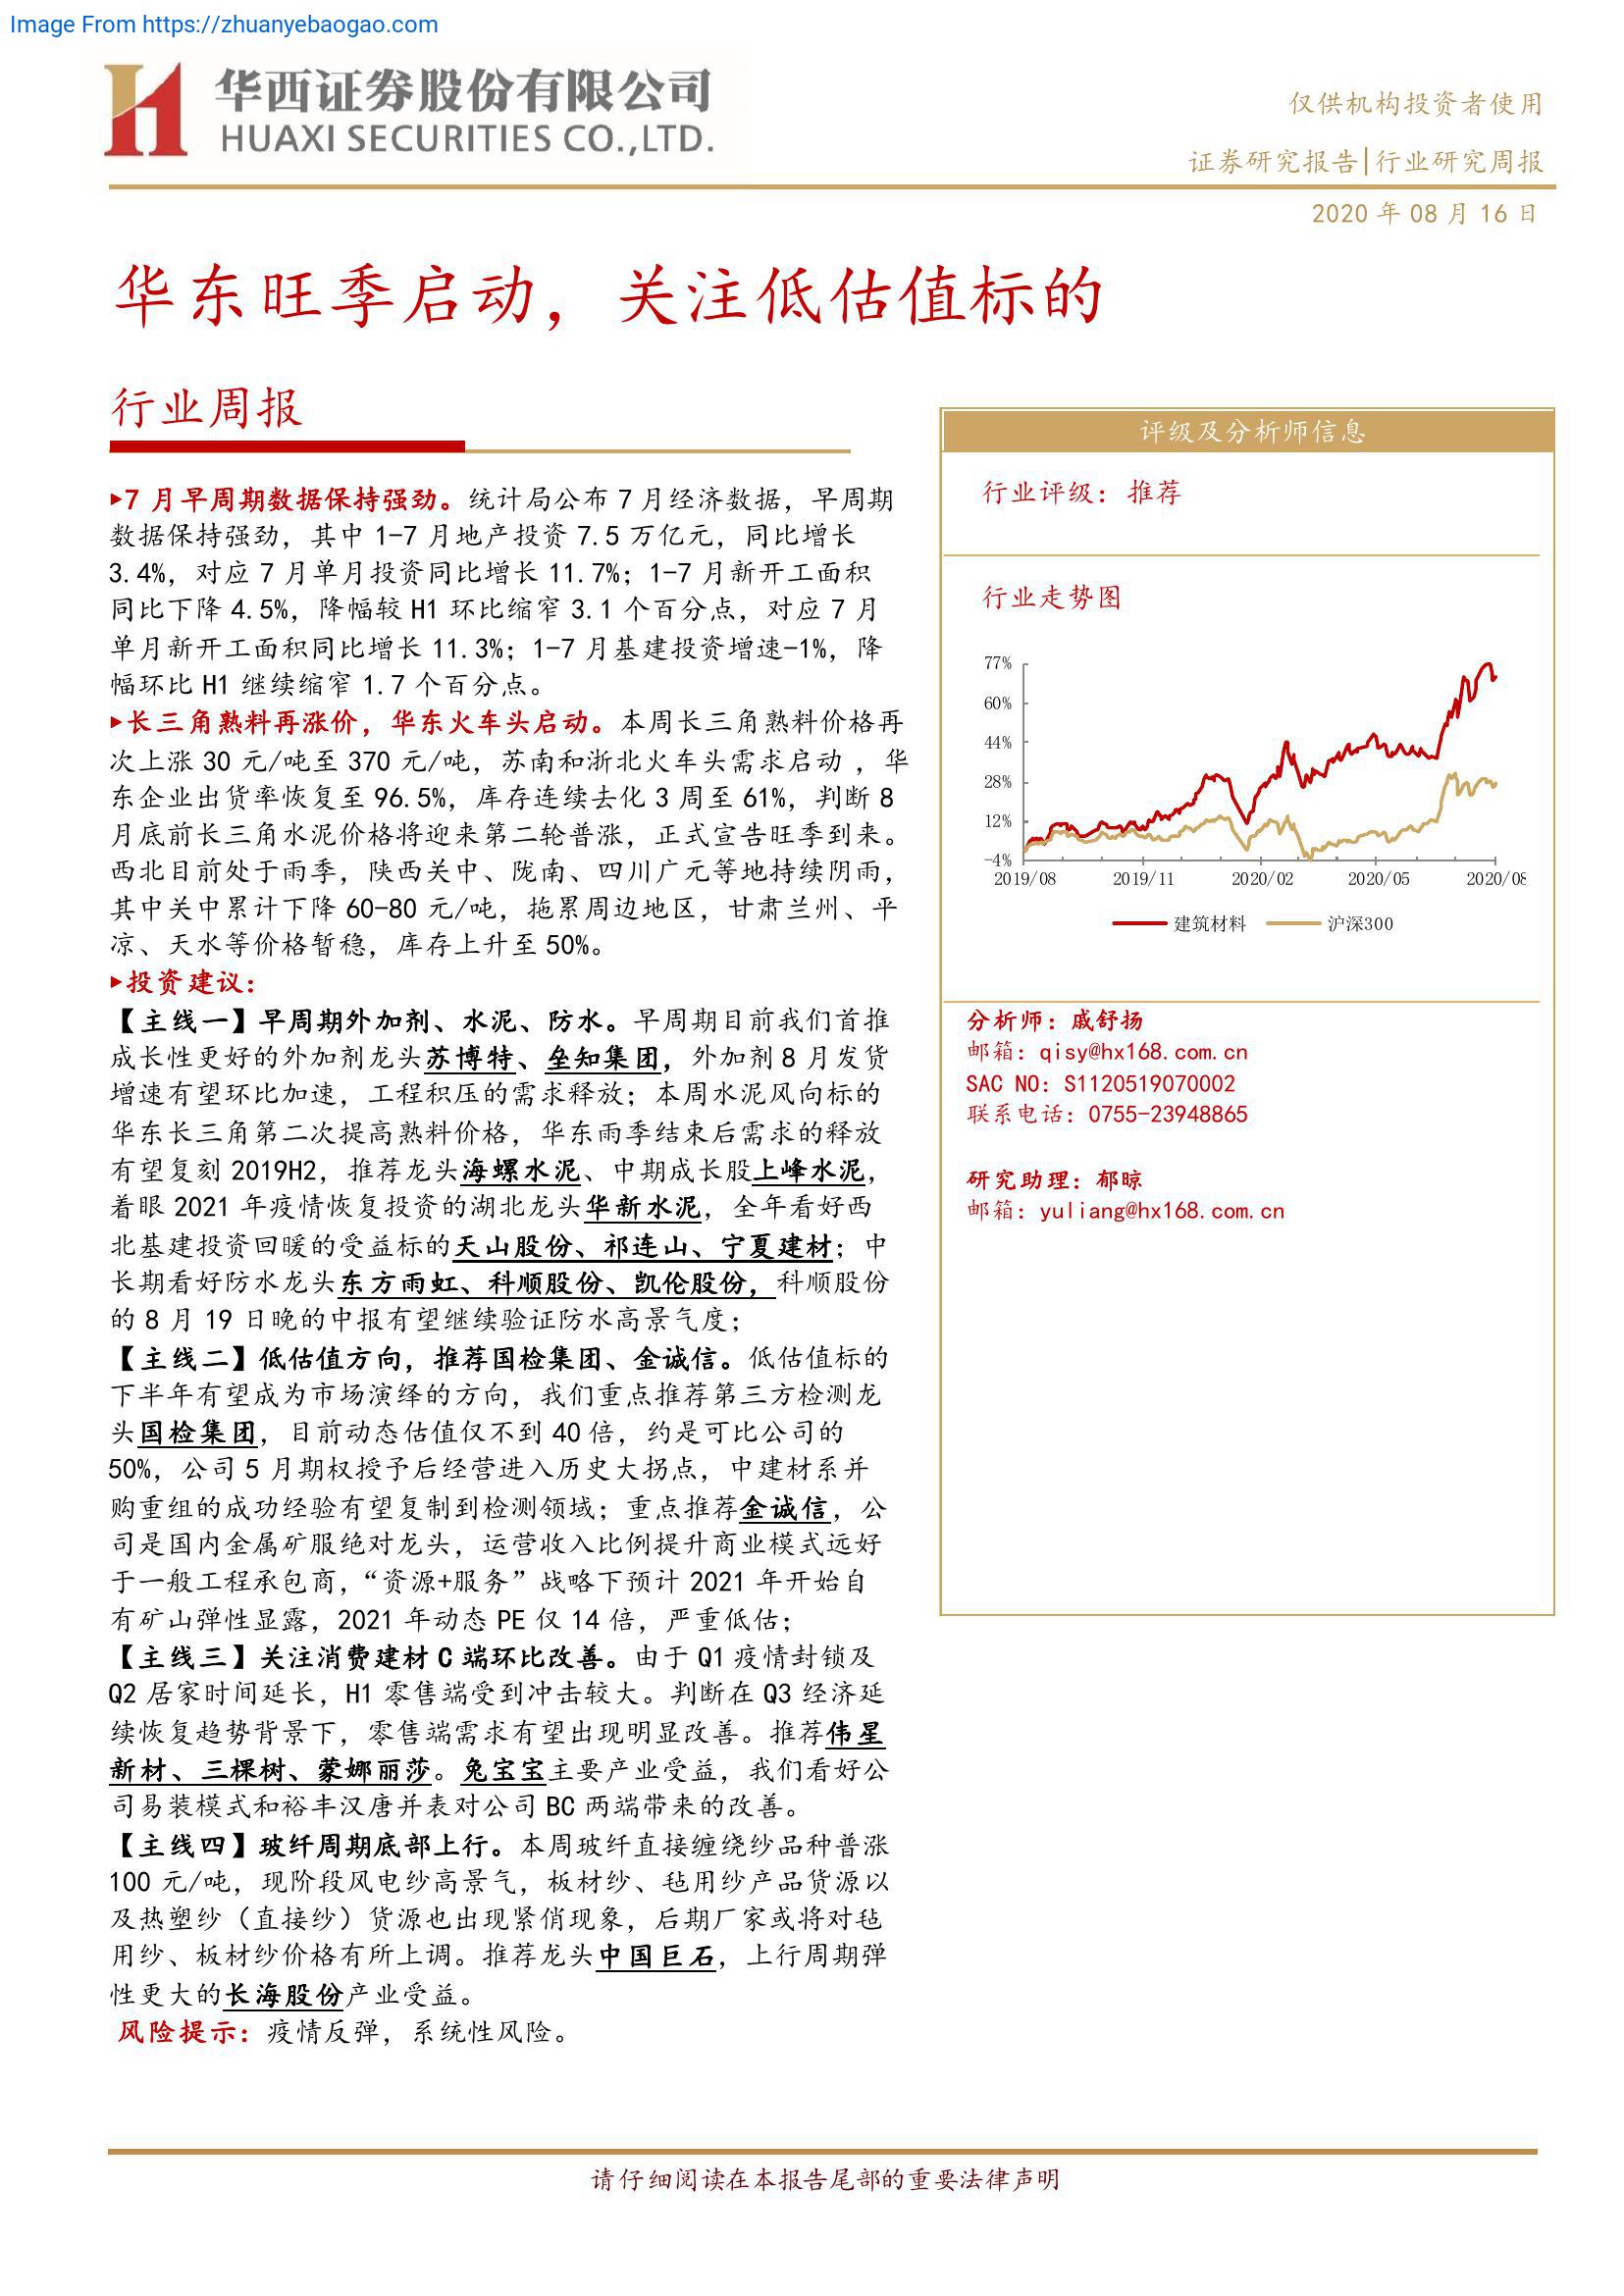 Image From https://zhuanyebaogao.com
华西证券股份有限公司
HUAXI SECURITIES CO.,LTD.
仅供机构投资者使用
证券研究报告|行业研究周报
2020 年 08 月 16 日
华东旺季启动，关注低估值标的
行业周报
▸7 月早周期数据保持强劲。统计局公布 7 月经济数据，早周期
数据保持强劲，其中 1-7 月地产投资 7.5 万亿元，同比增长
3.4%，对应 7 月单月投资同比增长 11.7%；1-7 月新开工面积
同比下降 4.5%，降幅较 H1 环比缩窄 3.1 个百分点，对应 7 月
单月新开工面积同比增长 11.3%；1-7 月基建投资增速-1%，降
幅环比 H1 继续缩窄 1.7 个百分点。
▸长三角熟料再涨价，华东火车头启动。本周长三角熟料价格再
次上涨 30 元/吨至 370 元/吨，苏南和浙北火车头需求启动 ，华
东企业出货率恢复至 96.5%，库存连续去化 3 周至 61%，判断 8
月底前长三角水泥价格将迎来第二轮普涨，正式宣告旺季到来。
西北目前处于雨季，陕西关中、陇南、四川广元等地持续阴雨，
其中关中累计下降 60-80 元/吨，拖累周边地区，甘肃兰州、平
凉、天水等价格暂稳，库存上升至 50%。
▸投资建议：
【主线一】早周期外加剂、水泥、防水。早周期目前我们首推
成长性更好的外加剂龙头苏博特、垒知集团，外加剂 8 月发货
增速有望环比加速，工程积压的需求释放；本周水泥风向标的
华东长三角第二次提高熟料价格，华东雨季结束后需求的释放
有望复刻 2019H2，推荐龙头海螺水泥、中期成长股上峰水泥，
着眼 2021 年疫情恢复投资的湖北龙头华新水泥，全年看好西
北基建投资回暖的受益标的天山股份、祁连山、宁夏建材；中
长期看好防水龙头东方雨虹、科顺股份、凯伦股份，科顺股份
的 8 月 19 日晚的中报有望继续验证防水高景气度；
【主线二】低估值方向，推荐国检集团、金诚信。低估值标的
下半年有望成为市场演绎的方向，我们重点推荐第三方检测龙
头国检集团，目前动态估值仅不到 40 倍，约是可比公司的
50%，公司 5 月期权授予后经营进入历史大拐点，中建材系并
购重组的成功经验有望复制到检测领域；重点推荐金诚信，公
司是国内金属矿服绝对龙头，运营收入比例提升商业模式远好
于一般工程承包商，“资源+服务”战略下预计 2021 年开始自
有矿山弹性显露，2021 年动态 PE 仅 14 倍，严重低估；
【主线三】关注消费建材 C 端环比改善。由于 Q1 疫情封锁及
Q2 居家时间延长，H1 零售端受到冲击较大。判断在 Q3 经济延
续恢复趋势背景下，零售端需求有望出现明显改善。推荐伟星
新材、三棵树、蒙娜丽莎。兔宝宝主要产业受益，我们看好公
司易装模式和裕丰汉唐并表对公司 BC 两端带来的改善。
【主线四】玻纤周期底部上行。本周玻纤直接缠绕纱品种普涨
100 元/吨，现阶段风电纱高景气，板材纱、毡用纱产品货源以
及热塑纱（直接纱）货源也出现紧俏现象，后期厂家或将对毡
用纱、板材纱价格有所上调。推荐龙头中国巨石，上行周期弹
性更大的长海股份产业受益。
风险提示：疫情反弹，系统性风险。
评级及分析师信息
行业评级：推荐
行业走势图
77%
60%
44%
28%
12%
-4%
2019/08 2019/11 2020/02 2020/05 2020/08
建筑材料 沪深300
分析师：戚舒扬
邮箱：qisy@hx168.com.cn
SAC NO：S1120519070002
联系电话：0755-23948865
研究助理：郁晾
邮箱：yuliang@hx168.com.cn
请仔细阅读在本报告尾部的重要法律声明